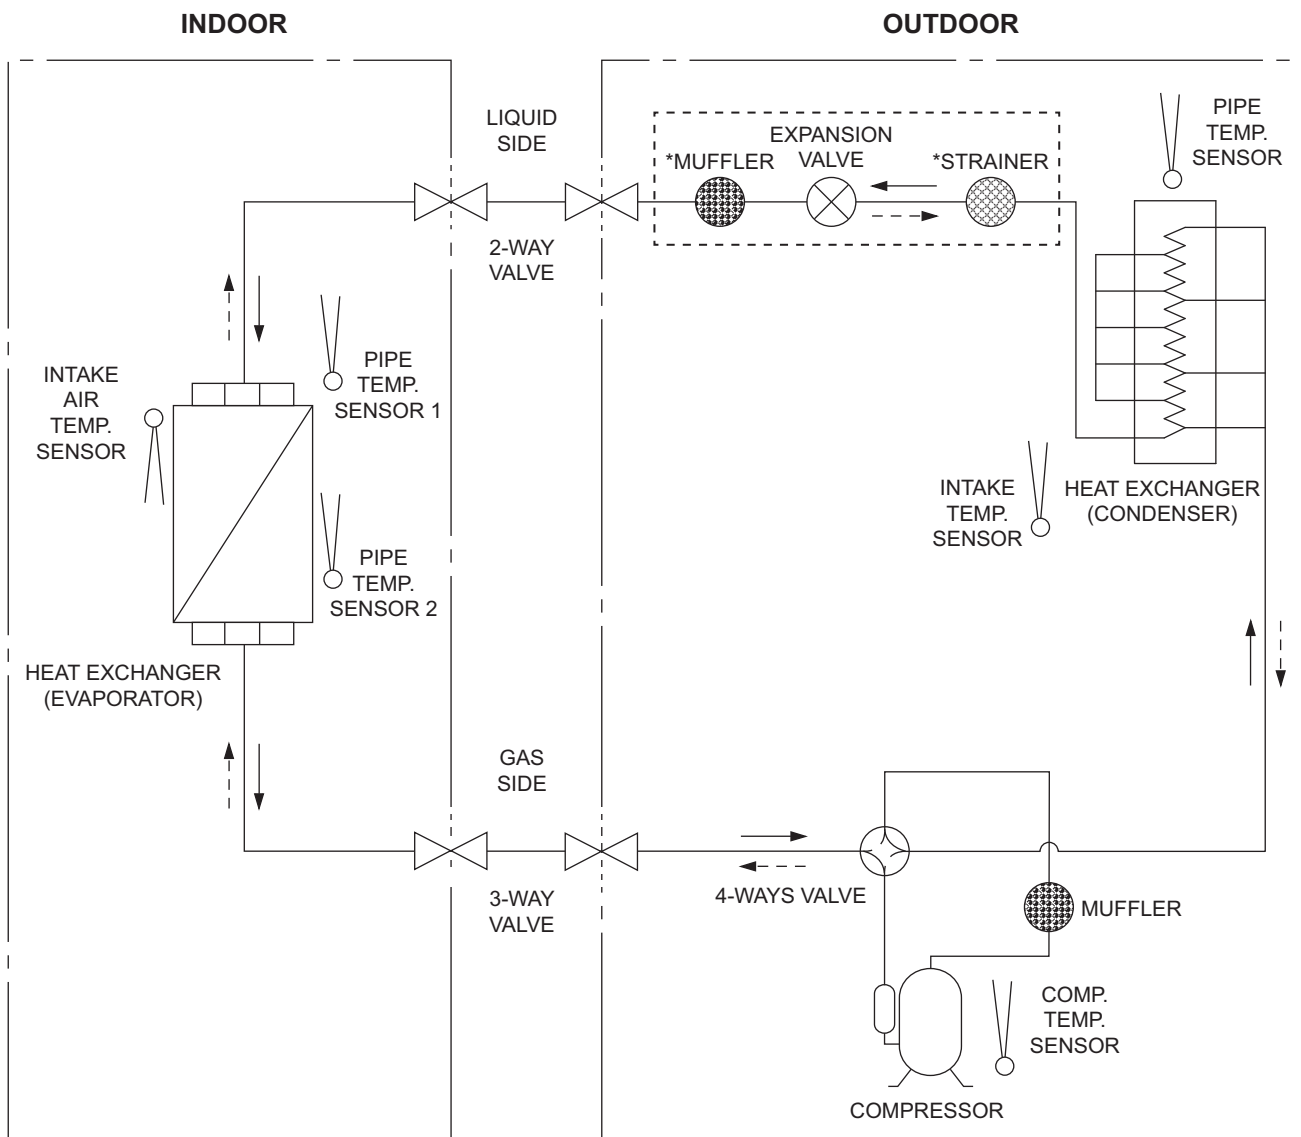 INDOOR
OUTDOOR
LIQUID
SIDE
EXPANSION
VALVE
*MUFFLER
*STRAINER
PIPE
TEMP.
SENSOR
2-WAY
VALVE
INTAKE
AIR
TEMP.
SENSOR
PIPE
TEMP.
SENSOR 1
PIPE
TEMP.
SENSOR 2
INTAKE
TEMP.
SENSOR
HEAT EXCHANGER
(CONDENSER)
HEAT EXCHANGER
(EVAPORATOR)
GAS
SIDE
3-WAY
VALVE
4-WAYS VALVE
MUFFLER
COMP.
TEMP.
SENSOR
COMPRESSOR